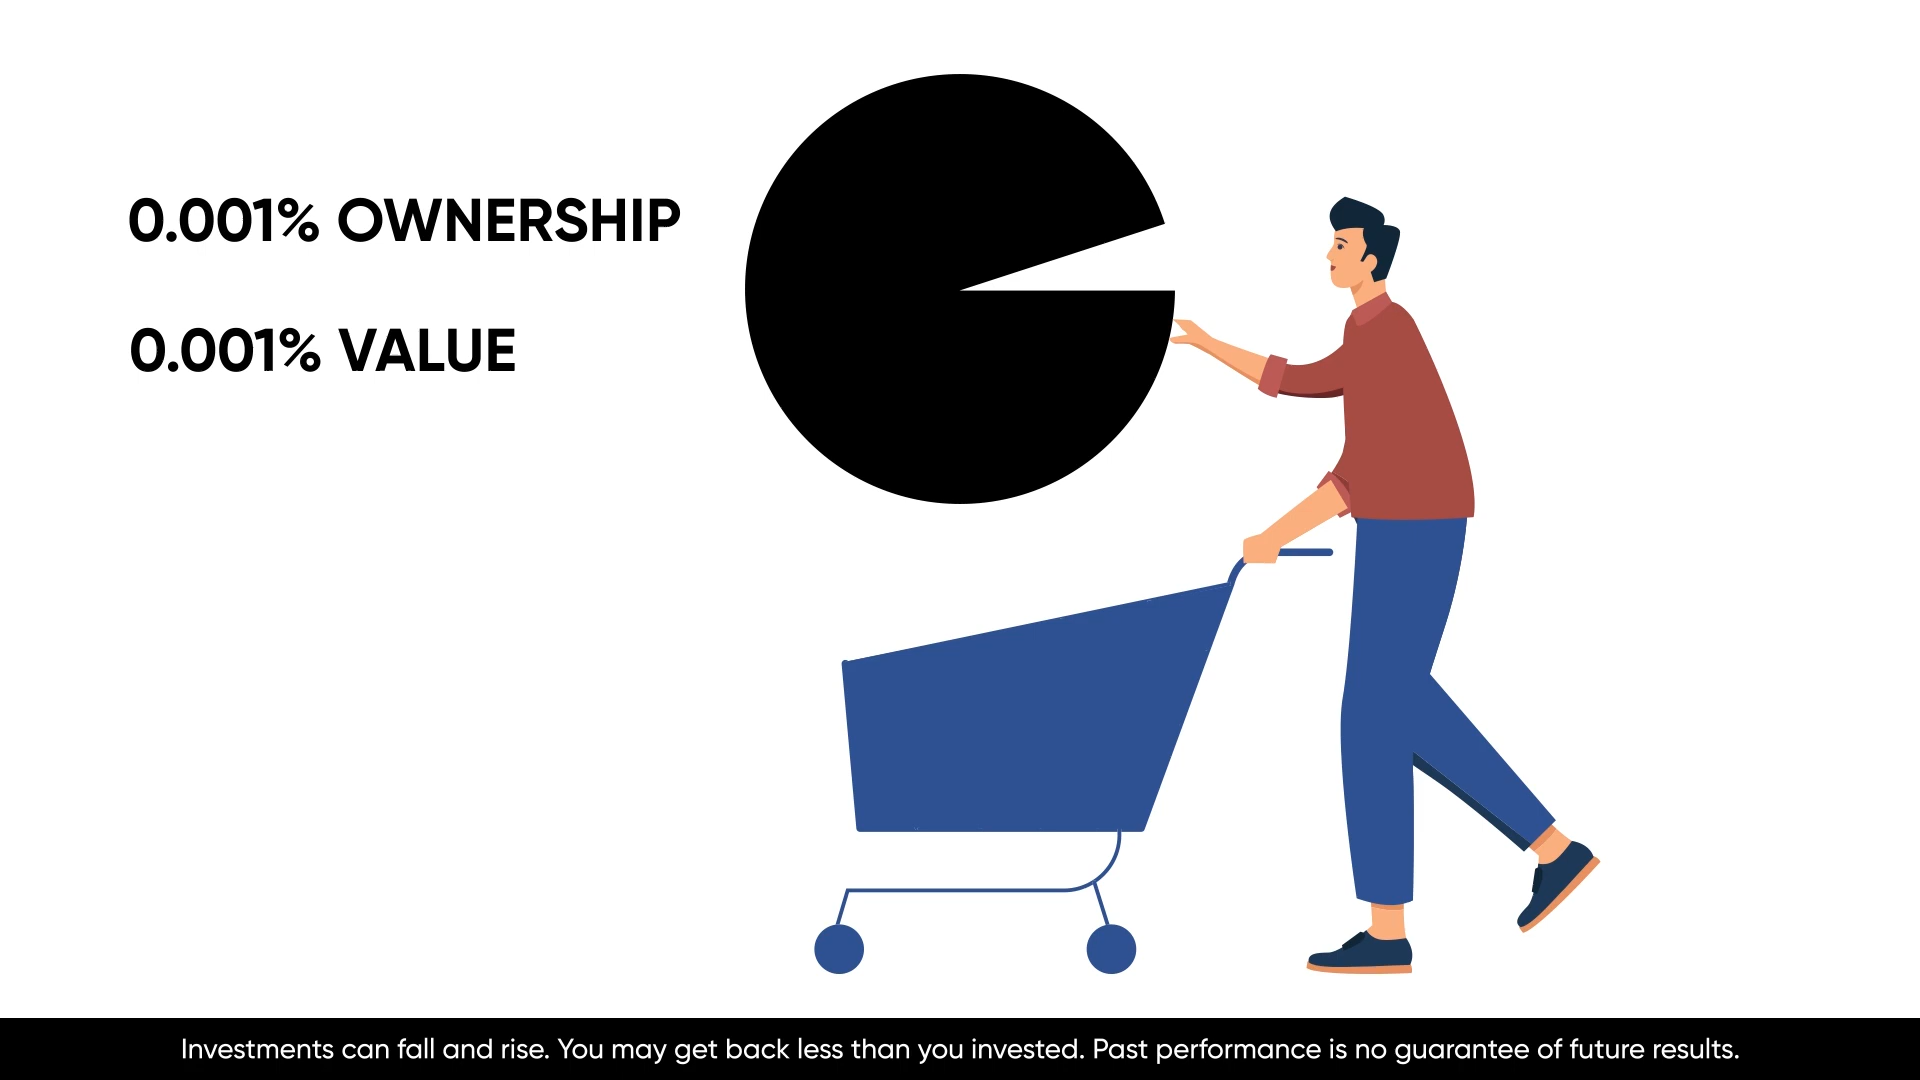 0.001% OWNERSHIP
0.001% VALUE
Investments can fall and rise. You may get back less than you invested. Past performance is no guarantee of future results.